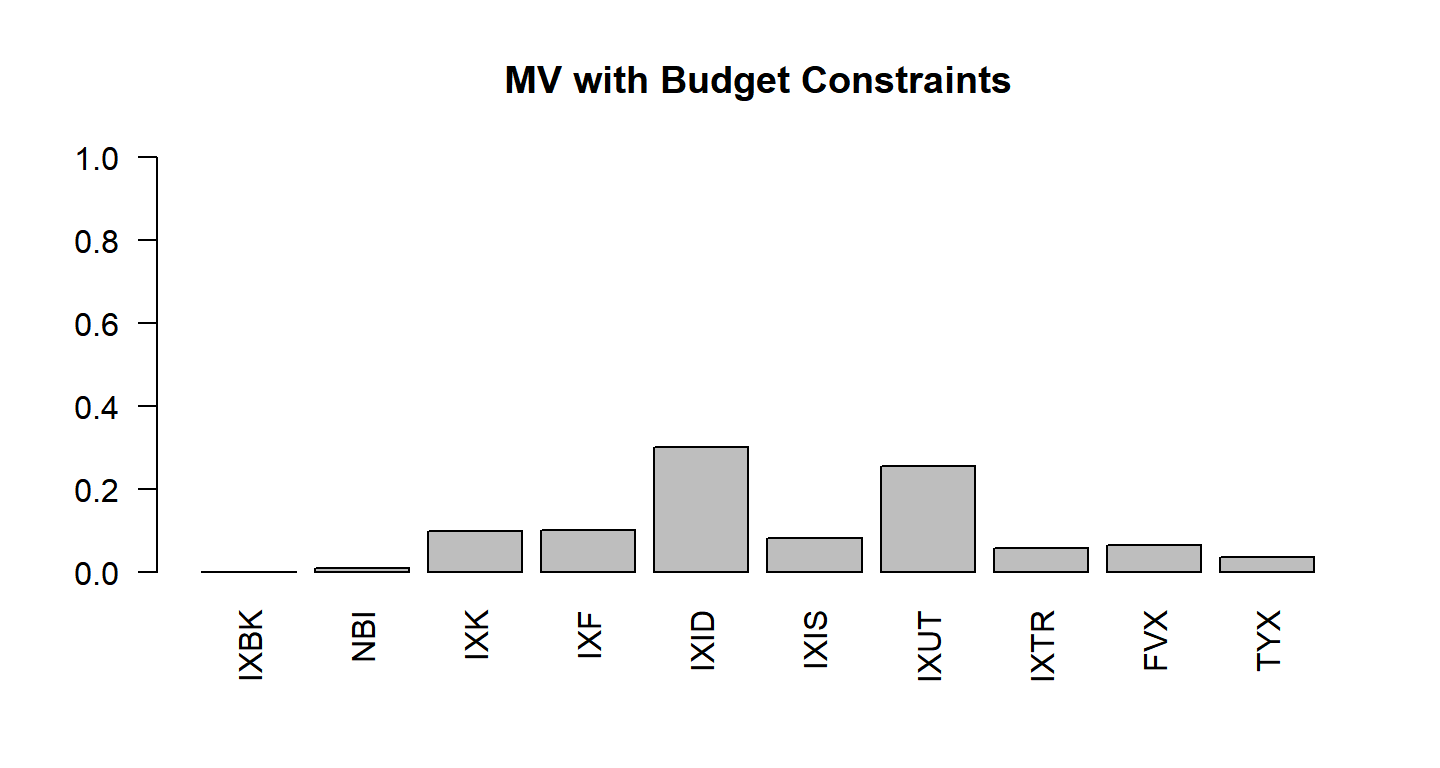 MV with Budget Constraints
1.0
0.8
0.6
0.4
0.2
0.0
IXBK
NBI
IXK
IXF
IXID
IXIS
IXUT
IXTR
FVX
TYX